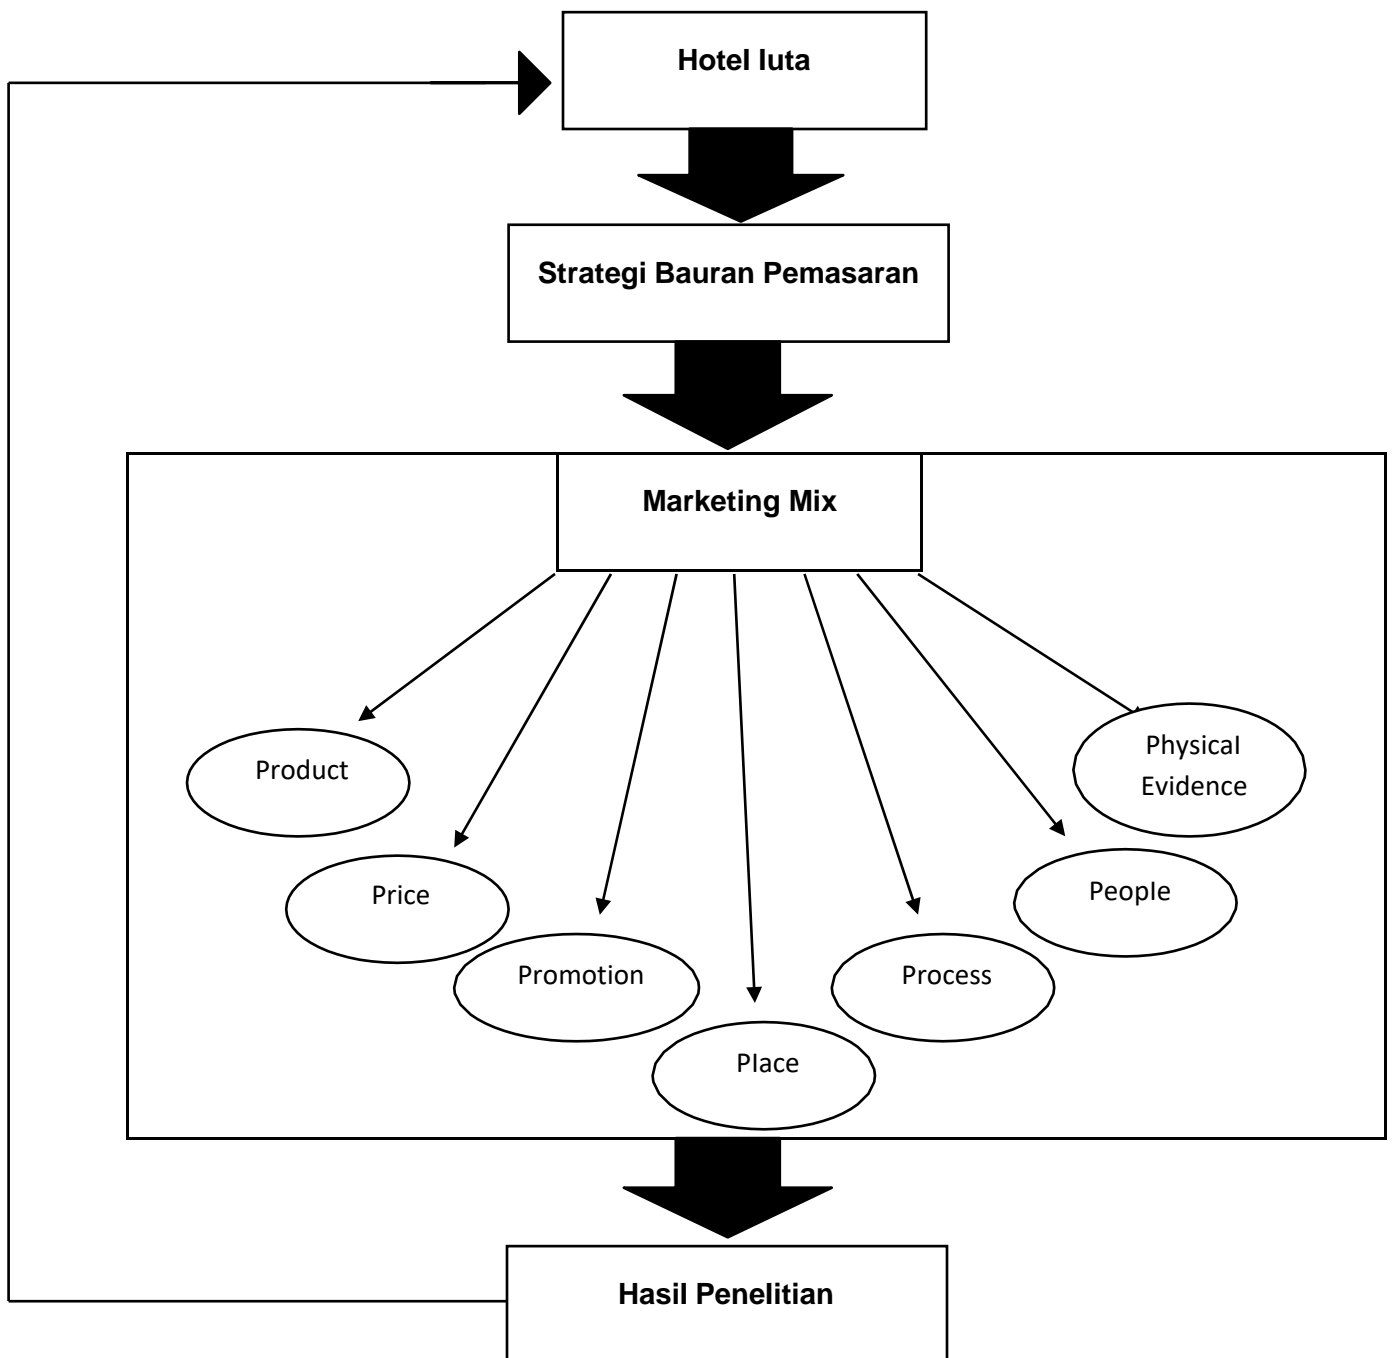 Hotel Iuta
Strategi Bauran Pemasaran
Marketing Mix
Physical
Evidence
Product
Price
People
Promotion
Process
Place
Hasil Penelitian